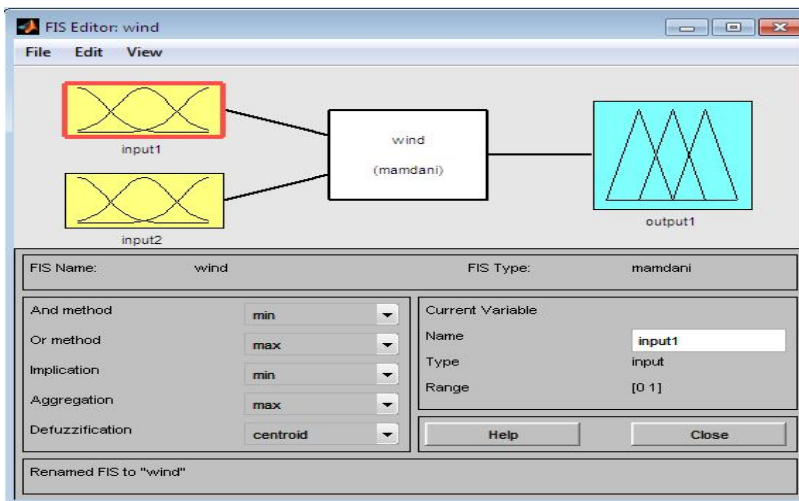 FIS Editor: wind
File Edit View
input1
wind
(mamdani)
output1
input2
FIS Name: wind FIS Type: mamdani
And method min
Or method max
Implication min
Aggregation max
Defuzzification centroid
Current Variable
Name input1
Type input
Range [0 1]
Help Close
Renamed FIS to "wind"